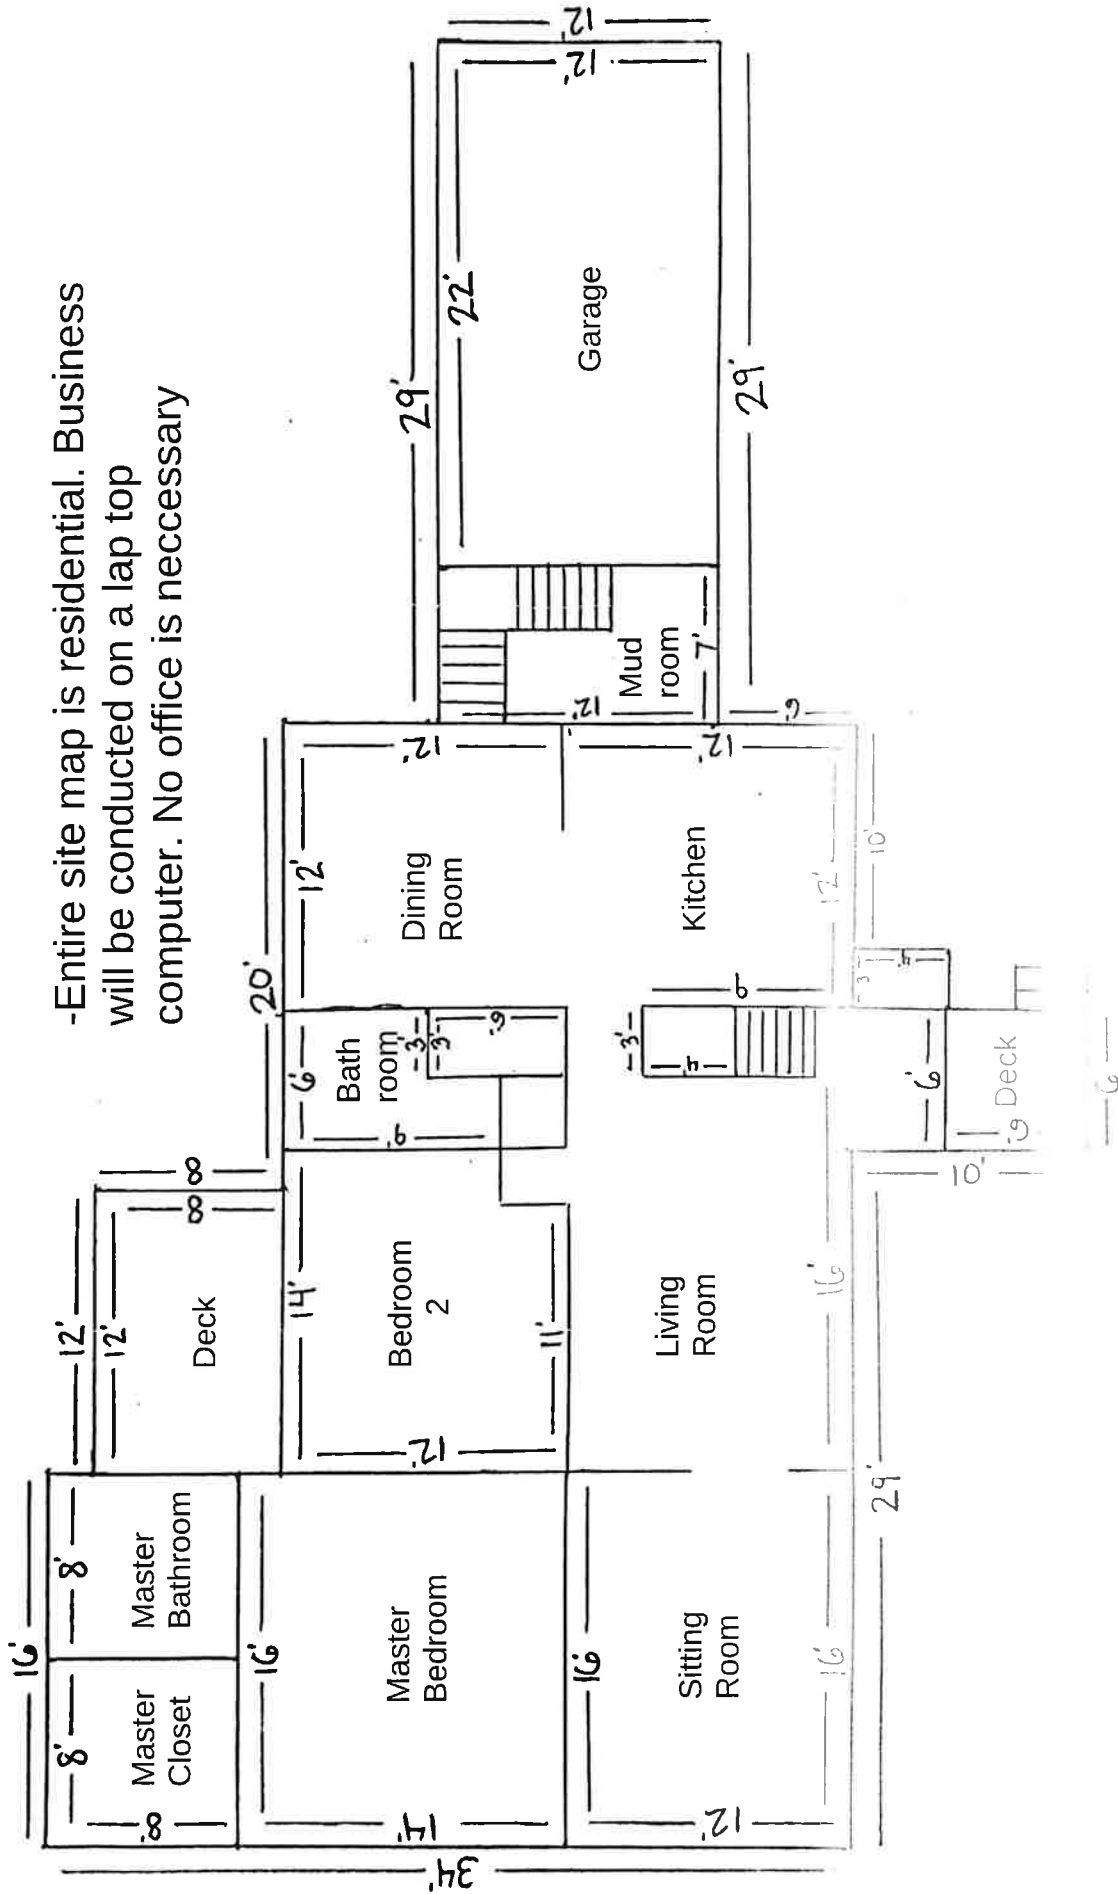 -Entire site map is residential. Business
will be conducted on a lap top
computer. No office is neccessary
16'
8'
8'
Master
Closet
Master
Bathroom
8'
12'
12'
8
8
Deck
34'
16'
14'
Master
Bedroom
20'
14'
12'
Bedroom
2
11'
6'
9'
Bath
room
3'
3'
6'
12'
12'
Dining
Room
29'
22'
12'
12'
Garage
12'
Mud
room
7'
29'
6'
16'
12'
Sitting
Room
16'
Living
Room
16'
3'
4'
Kitchen
12'
12'
10'
3'
4'
29'
10'
6'
Deck
6